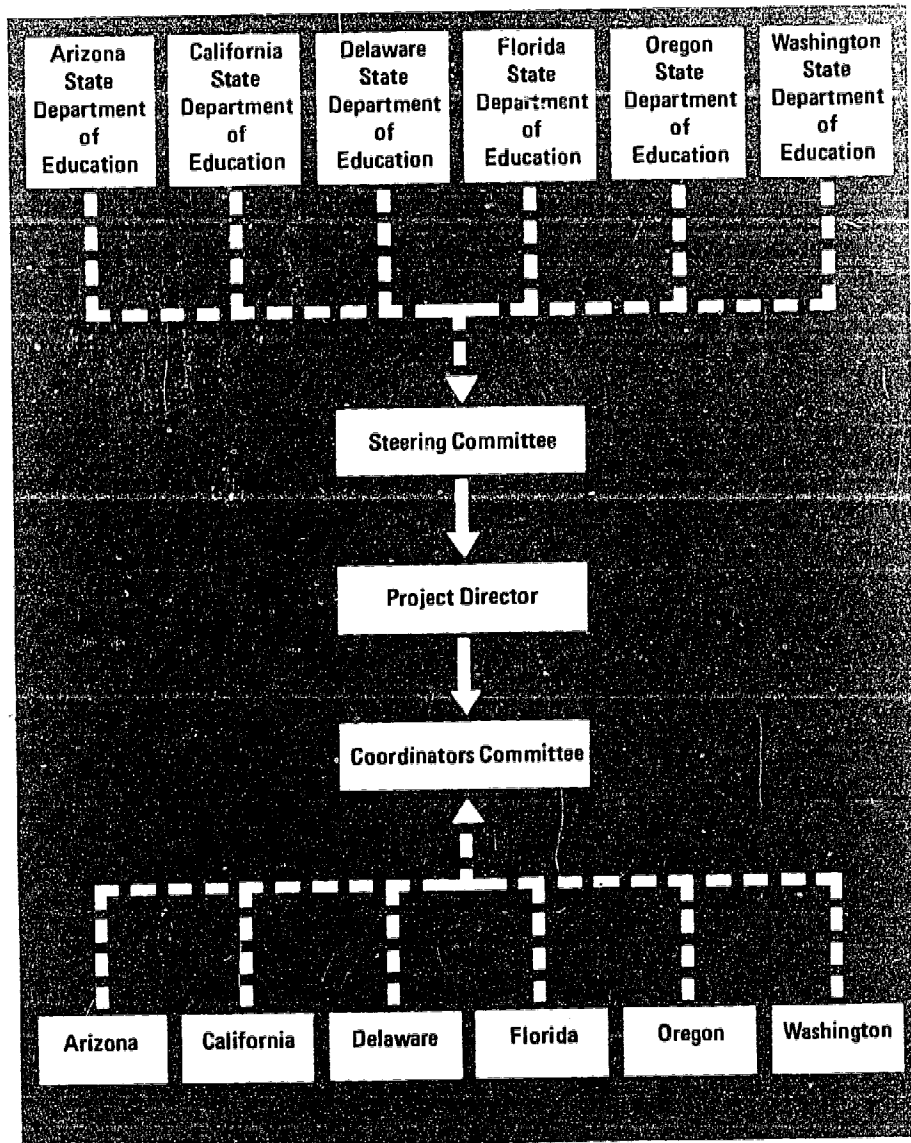 Arizona
State
Department
of
Education
California
State
Department
of
Education
Delaware
State
Department
of
Education
Florida
State
Department
of
Education
Oregon
State
Department
of
Education
Washington
State
Department
of
Education
Steering Committee
Project Director
Coordinators Committee
Arizona
California
Delaware
Florida
Oregon
Washington